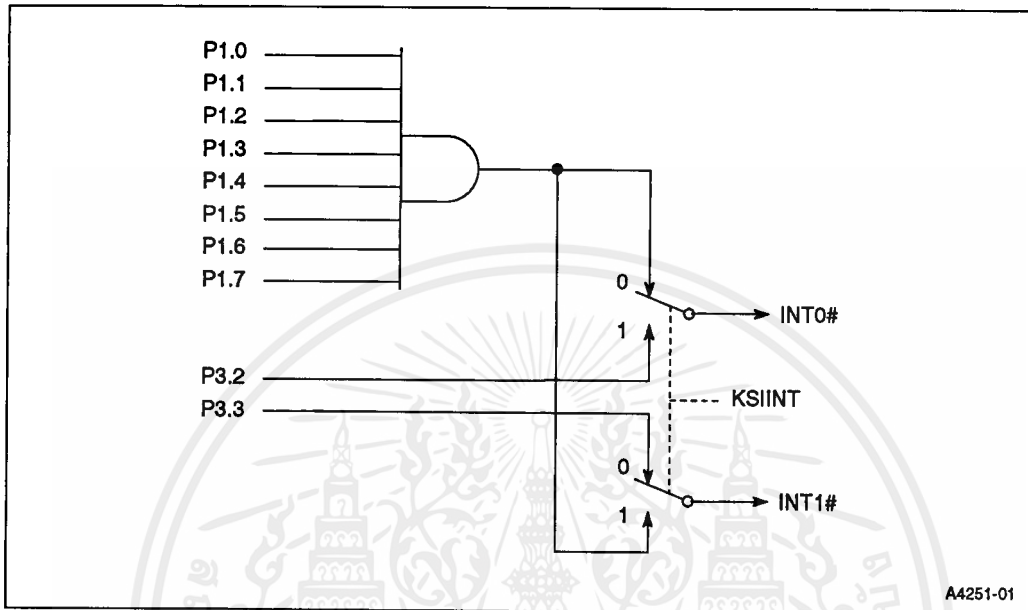 P1.0
P1.1
P1.2
P1.3
P1.4
P1.5
P1.6
P1.7
0
INT0#
1
P3.2
P3.3
KSIINT
0
INT1#
1
A4251-01